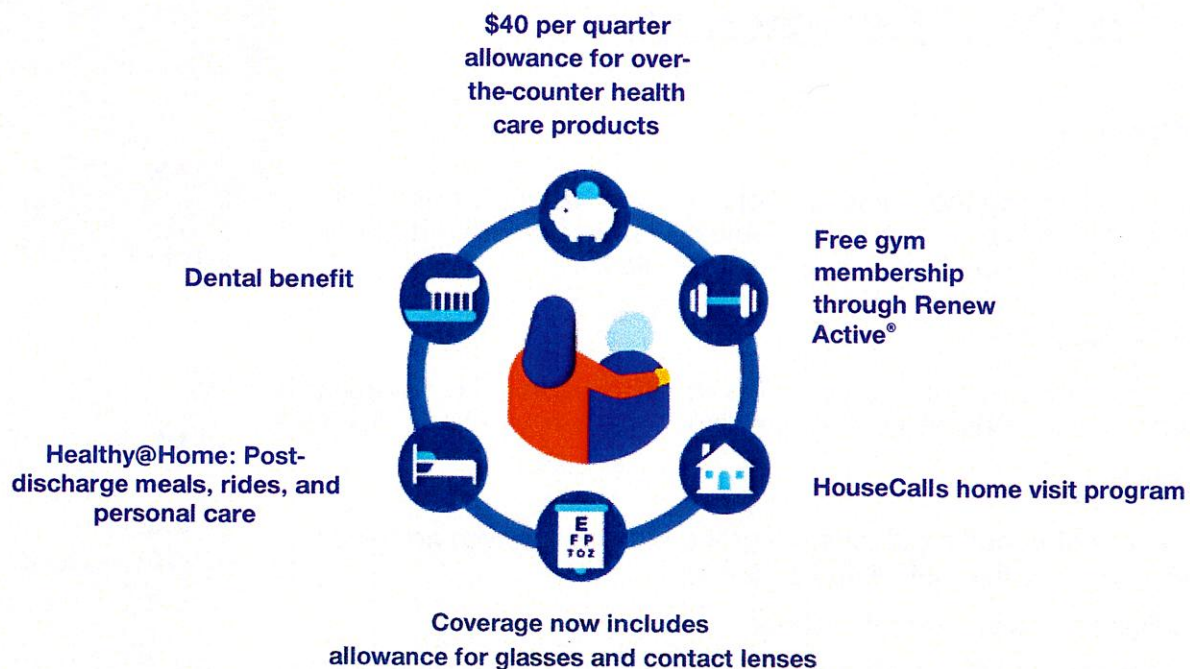 $40 per quarter
allowance for over-
the-counter health
care products
Free gym
membership
through Renew
Active®
Dental benefit
Healthy@Home: Post-
discharge meals, rides, and
personal care
HouseCalls home visit program
E
F P
T O Z
Coverage now includes
allowance for glasses and contact lenses